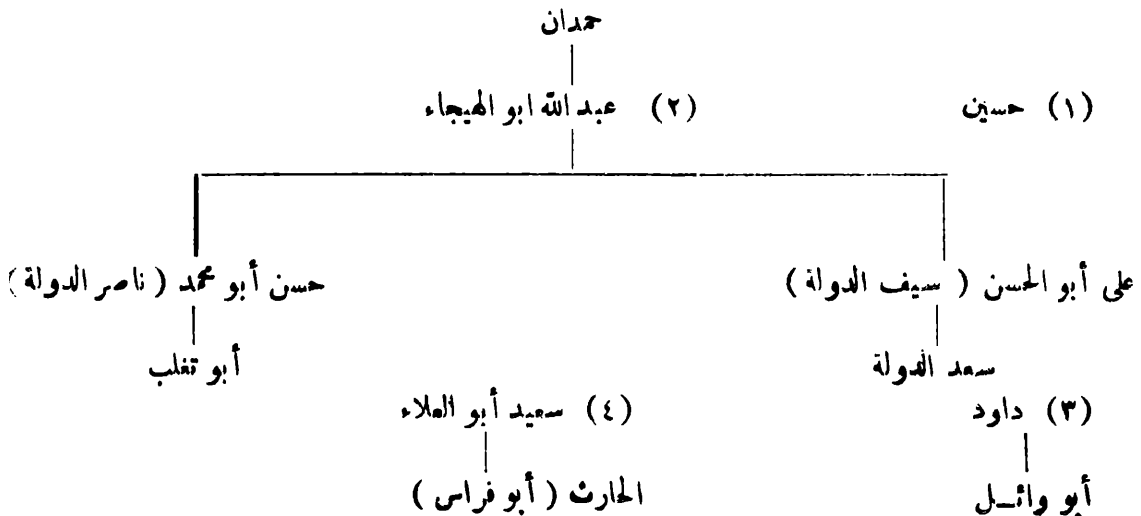 حمدان
(١) حسين (٢) عبد الله ابو الهيجاء
على أبو الحسن ( سيف الدولة ) حسن أبو محمد ( ناصر الدولة )
سعد الدولة أبو تغلب
(٣) داود (٤) سعيد أبو العلاء
أبو وائـل الحارث ( أبو فراس )